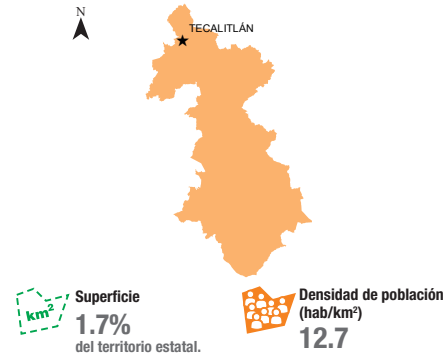 N
TECALITLÁN
km²
Superficie
1.7%
del territorio estatal.
Densidad de población
(hab/km²)
12.7